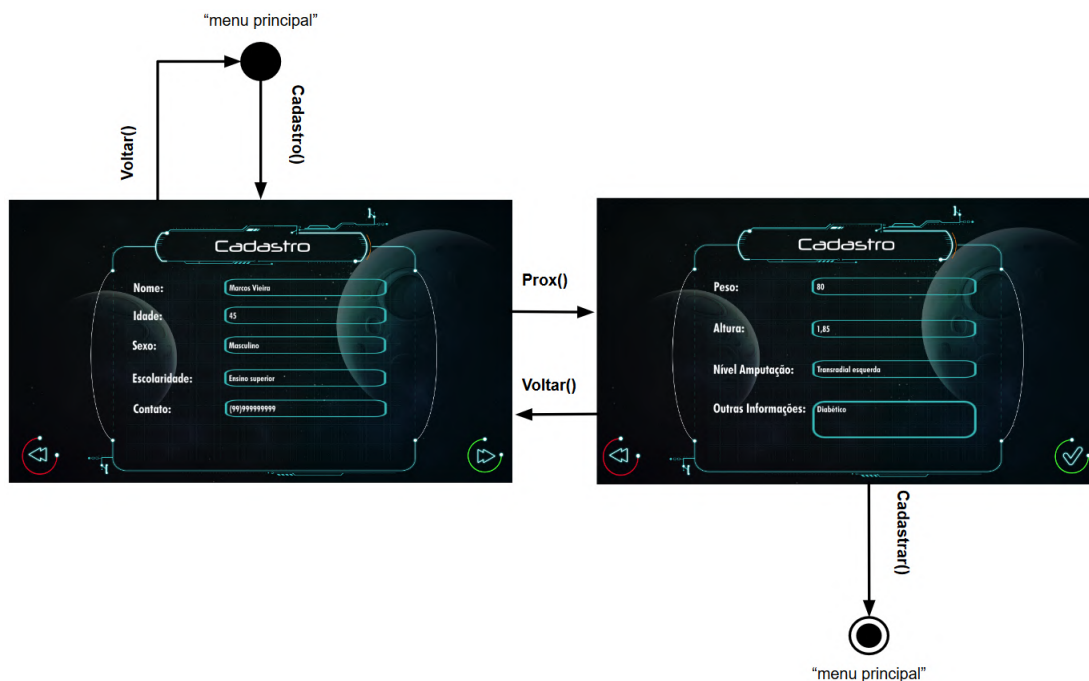 “menu principal”
Voltar()
Cadastro()
Cadastro
Nome:
Marcos Vieira
Idade:
45
Sexo:
Masculino
Escolaridade:
Ensino superior
Contato:
(99)999999999
Prox()
Voltar()
Cadastro
Peso:
80
Altura:
1,85
Nível Amputação:
Transradial esquerda
Outras Informações:
Diabético
Cadastrar()
“menu principal”